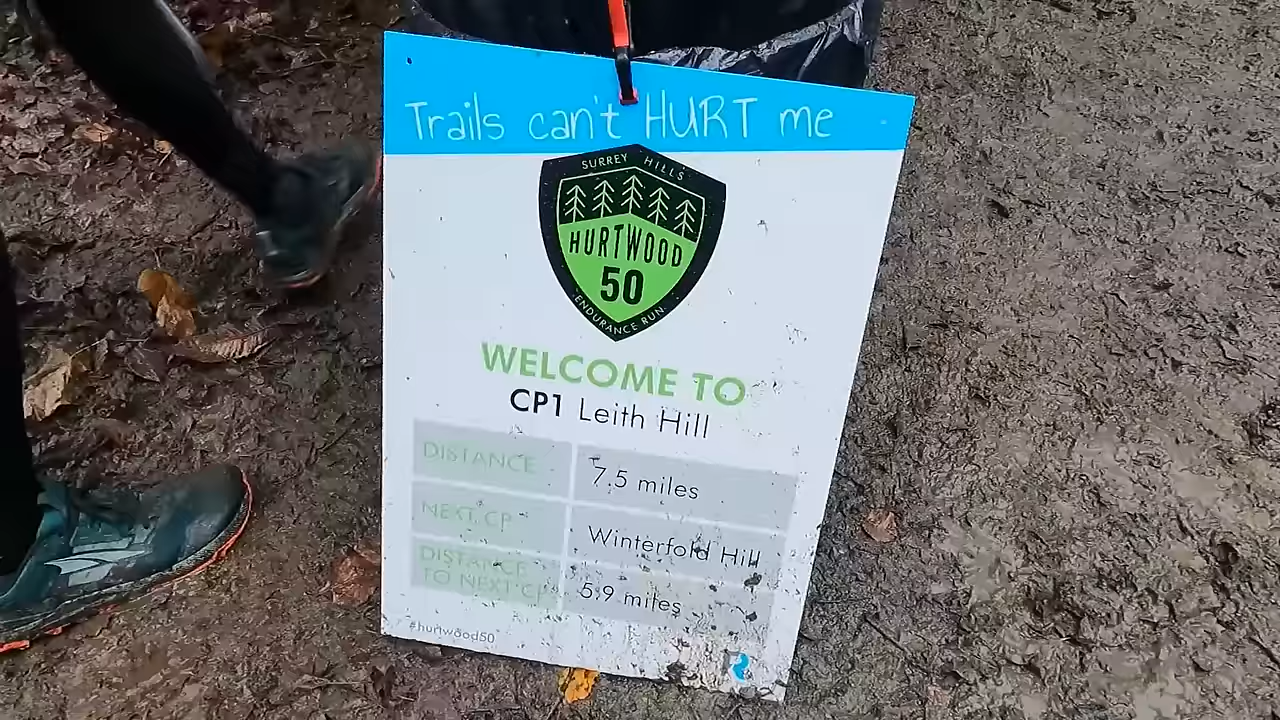 Trails can't HURT me
SURREY HILLS
HURTWOOD
50
ENDURANCE RUN
WELCOME TO
CP1 Leith Hill
DISTANCE 7.5 miles
NEXT CP Winterfold Hill
DISTANCE
TO NEXT CP 5.9 miles
#hurtwood50